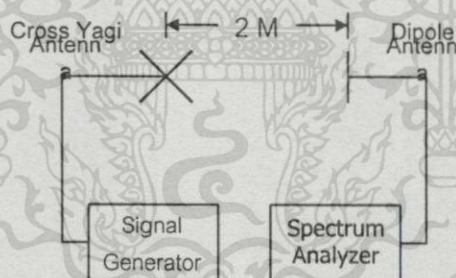 Cross Yagi
Antenn
a
2 M
Dipole
Antenn
a
Signal
Generator
Spectrum
Analyzer